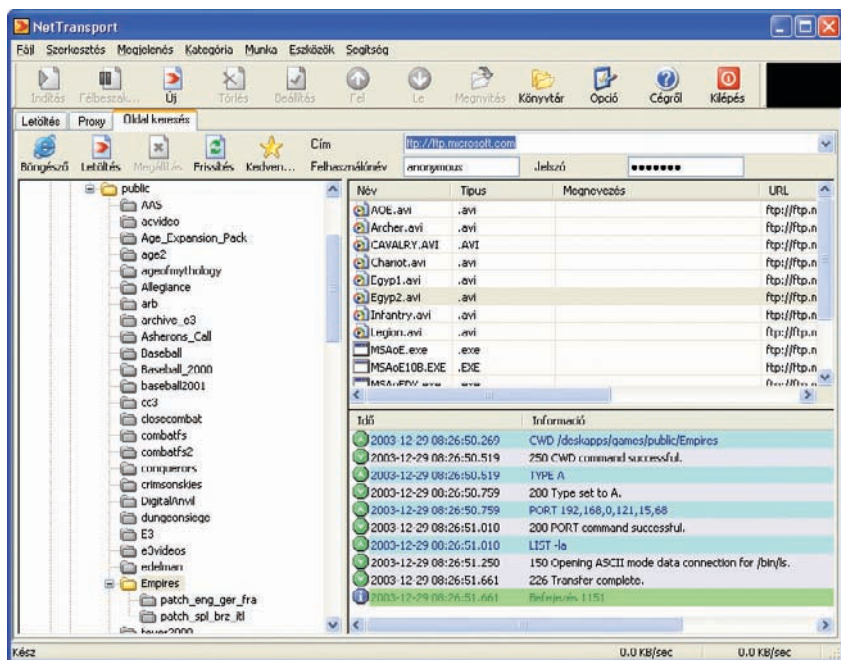 NetTransport
Fájl Szerkesztés Megjelenés Kategória Munka Eszközök Segítség
Indítás Félbeszak... Új Törlés Beállítás Fel Le Megnyitás Könyvtár Opció Cégről Kilépés
Letöltés Proxy Oldal keresés
Böngésző Letöltés Megállítás Frissítés Kedven...
Cím ftp://ftp.microsoft.com
Felhasználónév anonymous Jelszó ●●●●●●●
public
AAS
acvideo
Age_Expansion_Pack
age2
ageofmythology
Allegiance
arb
archive_e3
Asherons_Call
Baseball
Baseball_2000
baseball2001
cc3
closecombat
combatfs
combatfs2
conquerors
crimsonskies
DigitalAnvil
dungeonsiege
E3
e3videos
edelman
Empires
patch_eng_ger_fra
patch_spl_brz_itl
Név Típus Megnevezés URL
AOE.avi .avi ftp://ftp.n
Archer.avi .avi ftp://ftp.n
CAVALRY.AVI .AVI ftp://ftp.n
Chariot.avi .avi ftp://ftp.n
Egyp1.avi .avi ftp://ftp.n
Egyp2.avi .avi ftp://ftp.n
Infantry.avi .avi ftp://ftp.n
Legion.avi .avi ftp://ftp.n
MSAoE.exe .exe ftp://ftp.n
MSAoE10B.EXE .EXE ftp://ftp.n
Idő Információ
2003-12-29 08:26:50.269 CWD /deskapps/games/public/Empires
2003-12-29 08:26:50.519 250 CWD command successful.
2003-12-29 08:26:50.519 TYPE A
2003-12-29 08:26:50.759 200 Type set to A.
2003-12-29 08:26:50.759 PORT 192,168,0,121,15,68
2003-12-29 08:26:51.010 200 PORT command successful.
2003-12-29 08:26:51.010 LIST -la
2003-12-29 08:26:51.250 150 Opening ASCII mode data connection for /bin/ls.
2003-12-29 08:26:51.661 226 Transfer complete.
2003-12-29 08:26:51.661 Befejezés 1151
Kész 0.0 KB/sec 0.0 KB/sec